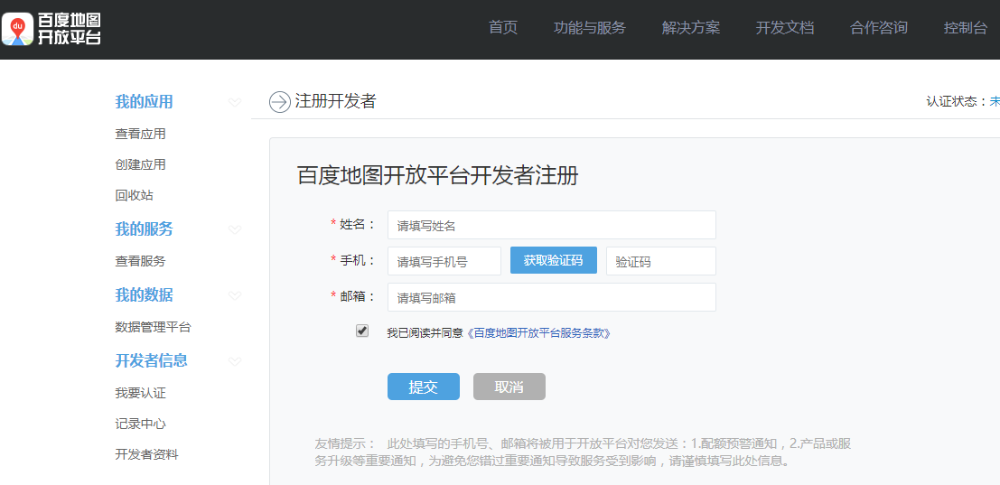 du 百度地图
开放平台
首页 功能与服务 解决方案 开发文档 合作咨询 控制台
我的应用
查看应用
创建应用
回收站
我的服务
查看服务
我的数据
数据管理平台
开发者信息
我要认证
记录中心
开发者资料
注册开发者 认证状态：未
百度地图开放平台开发者注册
* 姓名： 请填写姓名
* 手机： 请填写手机号 获取验证码 验证码
* 邮箱： 请填写邮箱
我已阅读并同意《百度地图开放平台服务条款》
提交 取消
友情提示： 此处填写的手机号、邮箱将被用于开放平台对您发送：1.配额预警通知，2.产品或服
务升级等重要通知，为避免您错过重要通知导致服务受到影响，请谨慎填写此处信息。